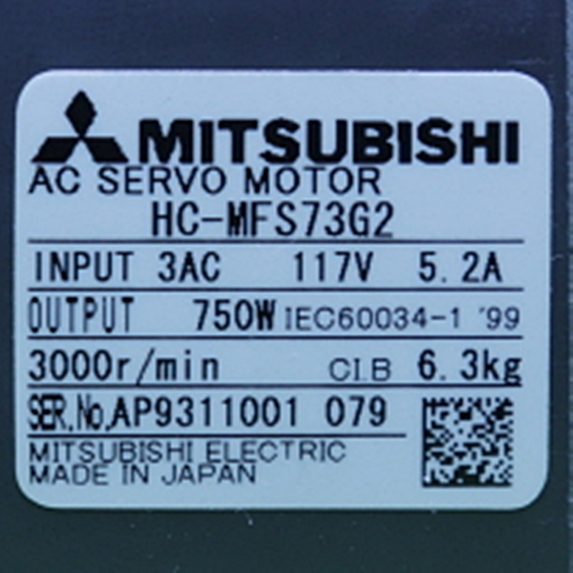 MITSUBISHI
AC SERVO MOTOR
HC-MFS73G2
INPUT 3AC 117V 5.2A
OUTPUT 750W IEC60034-1 '99
3000r/min CI.B 6.3kg
SER.No.AP9311001 079
MITSUBISHI ELECTRIC
MADE IN JAPAN